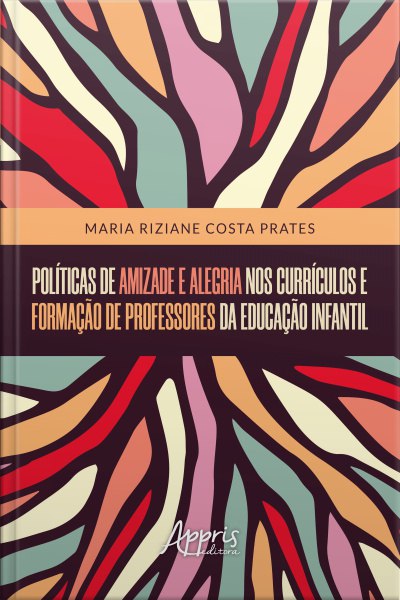 MARIA RIZIANE COSTA PRATES
POLÍTICAS DE AMIZADE E ALEGRIA NOS CURRÍCULOS E
FORMAÇÃO DE PROFESSORES DA EDUCAÇÃO INFANTIL
Appris
editora